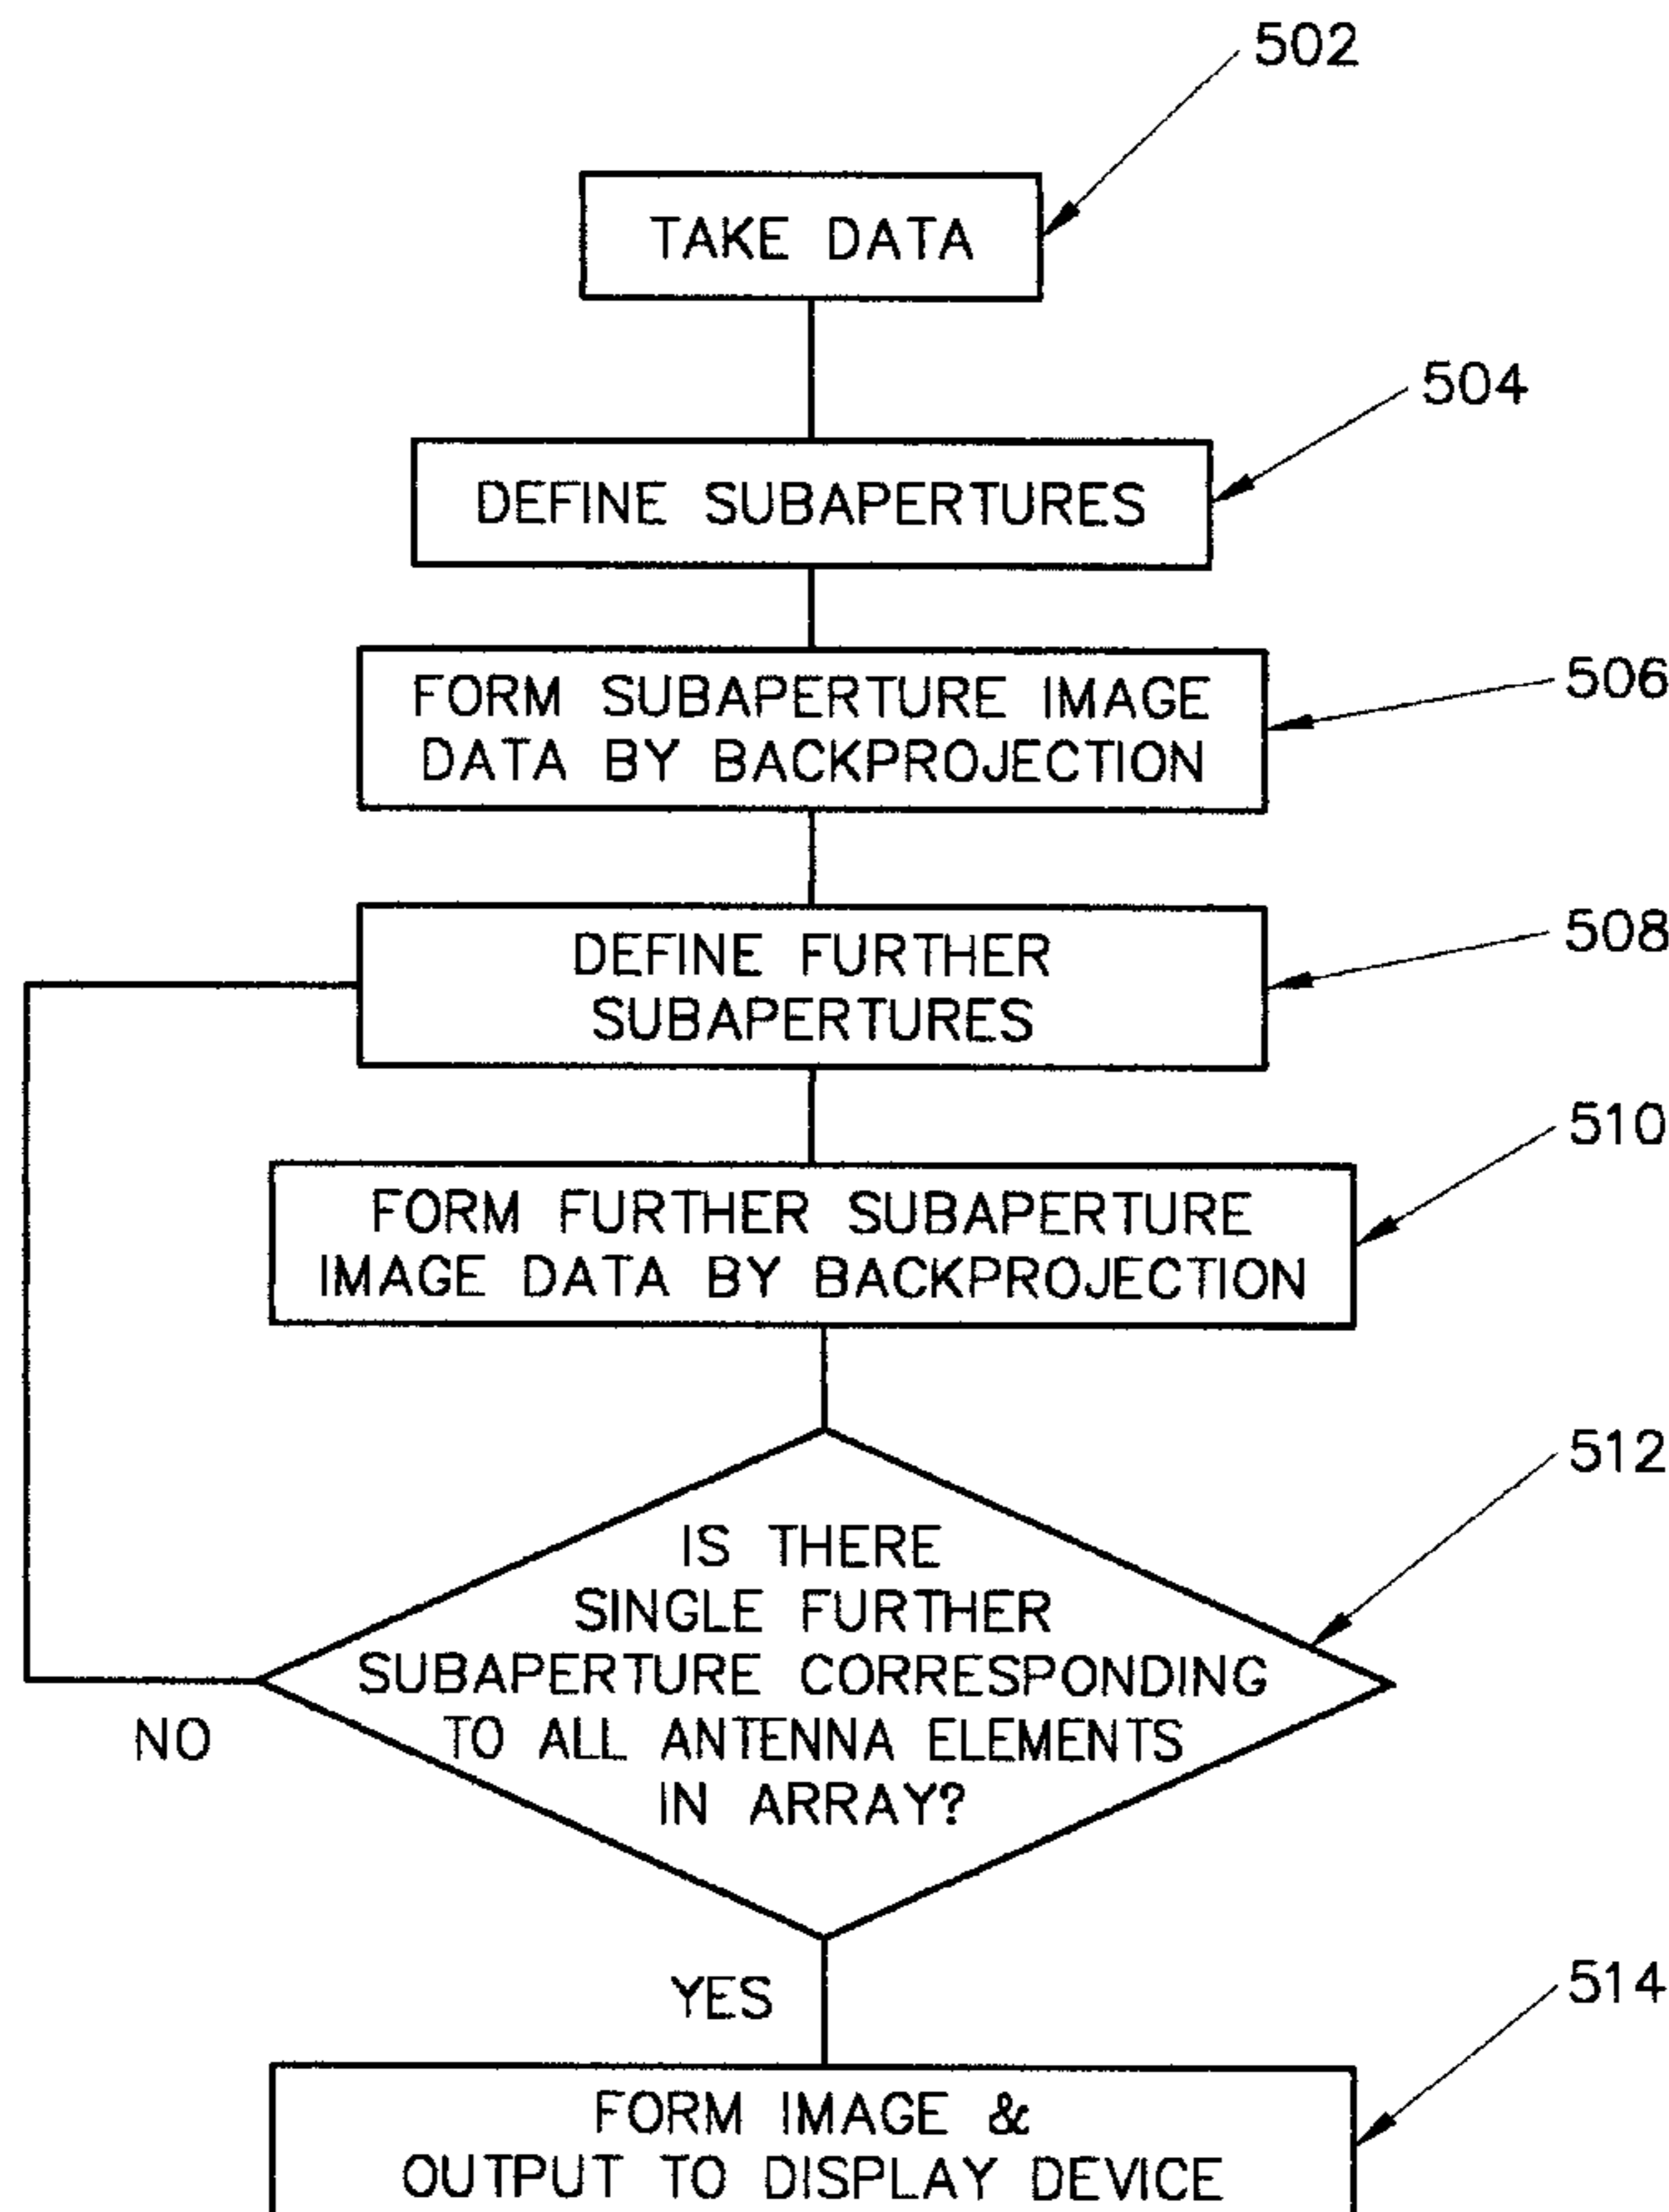 502
TAKE DATA
504
DEFINE SUBAPERTURES
506
FORM SUBAPERTURE IMAGE
DATA BY BACKPROJECTION
508
DEFINE FURTHER
SUBAPERTURES
510
FORM FURTHER SUBAPERTURE
IMAGE DATA BY BACKPROJECTION
512
IS THERE
SINGLE FURTHER
SUBAPERTURE CORRESPONDING
TO ALL ANTENNA ELEMENTS
IN ARRAY?
NO
YES
514
FORM IMAGE &
OUTPUT TO DISPLAY DEVICE